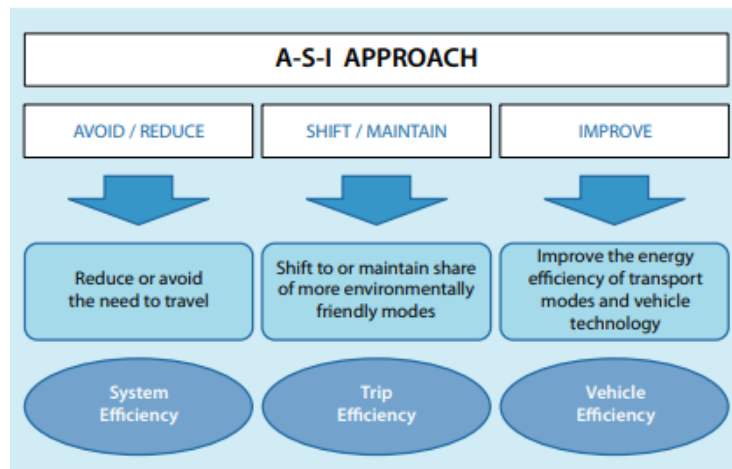 A-S-I APPROACH
AVOID / REDUCE
SHIFT / MAINTAIN
IMPROVE
Reduce or avoid
the need to travel
Shift to or maintain share
of more environmentally
friendly modes
Improve the energy
efficiency of transport
modes and vehicle
technology
System
Efficiency
Trip
Efficiency
Vehicle
Efficiency